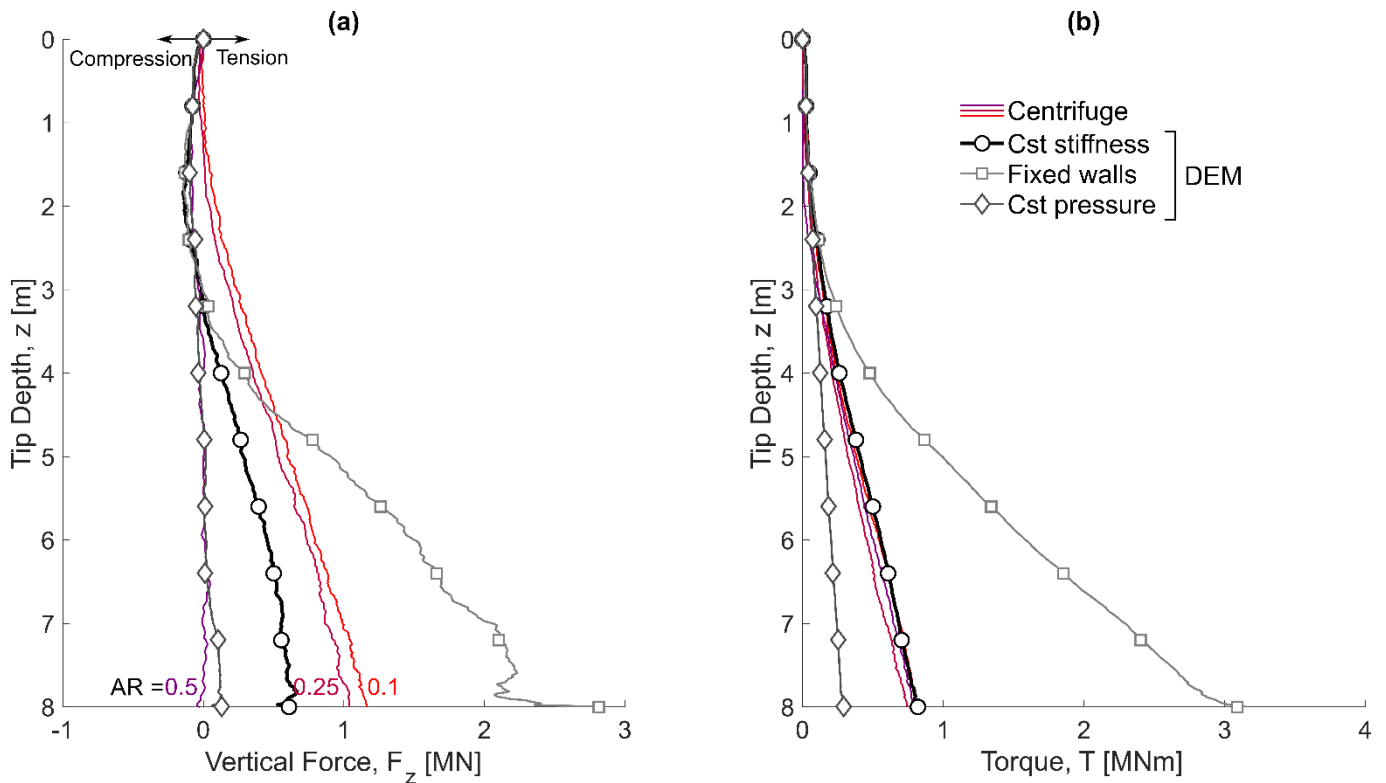 (a)
Compression
Tension
0
1
2
3
4
5
6
7
8
Tip Depth, z [m]
AR =0.5
0.25
0.1
-1
0
1
2
3
Vertical Force, F_z [MN]
(b)
Centrifuge
Cst stiffness
Fixed walls
Cst pressure
DEM
0
1
2
3
4
5
6
7
8
Tip Depth, z [m]
0
1
2
3
4
Torque, T [MNm]